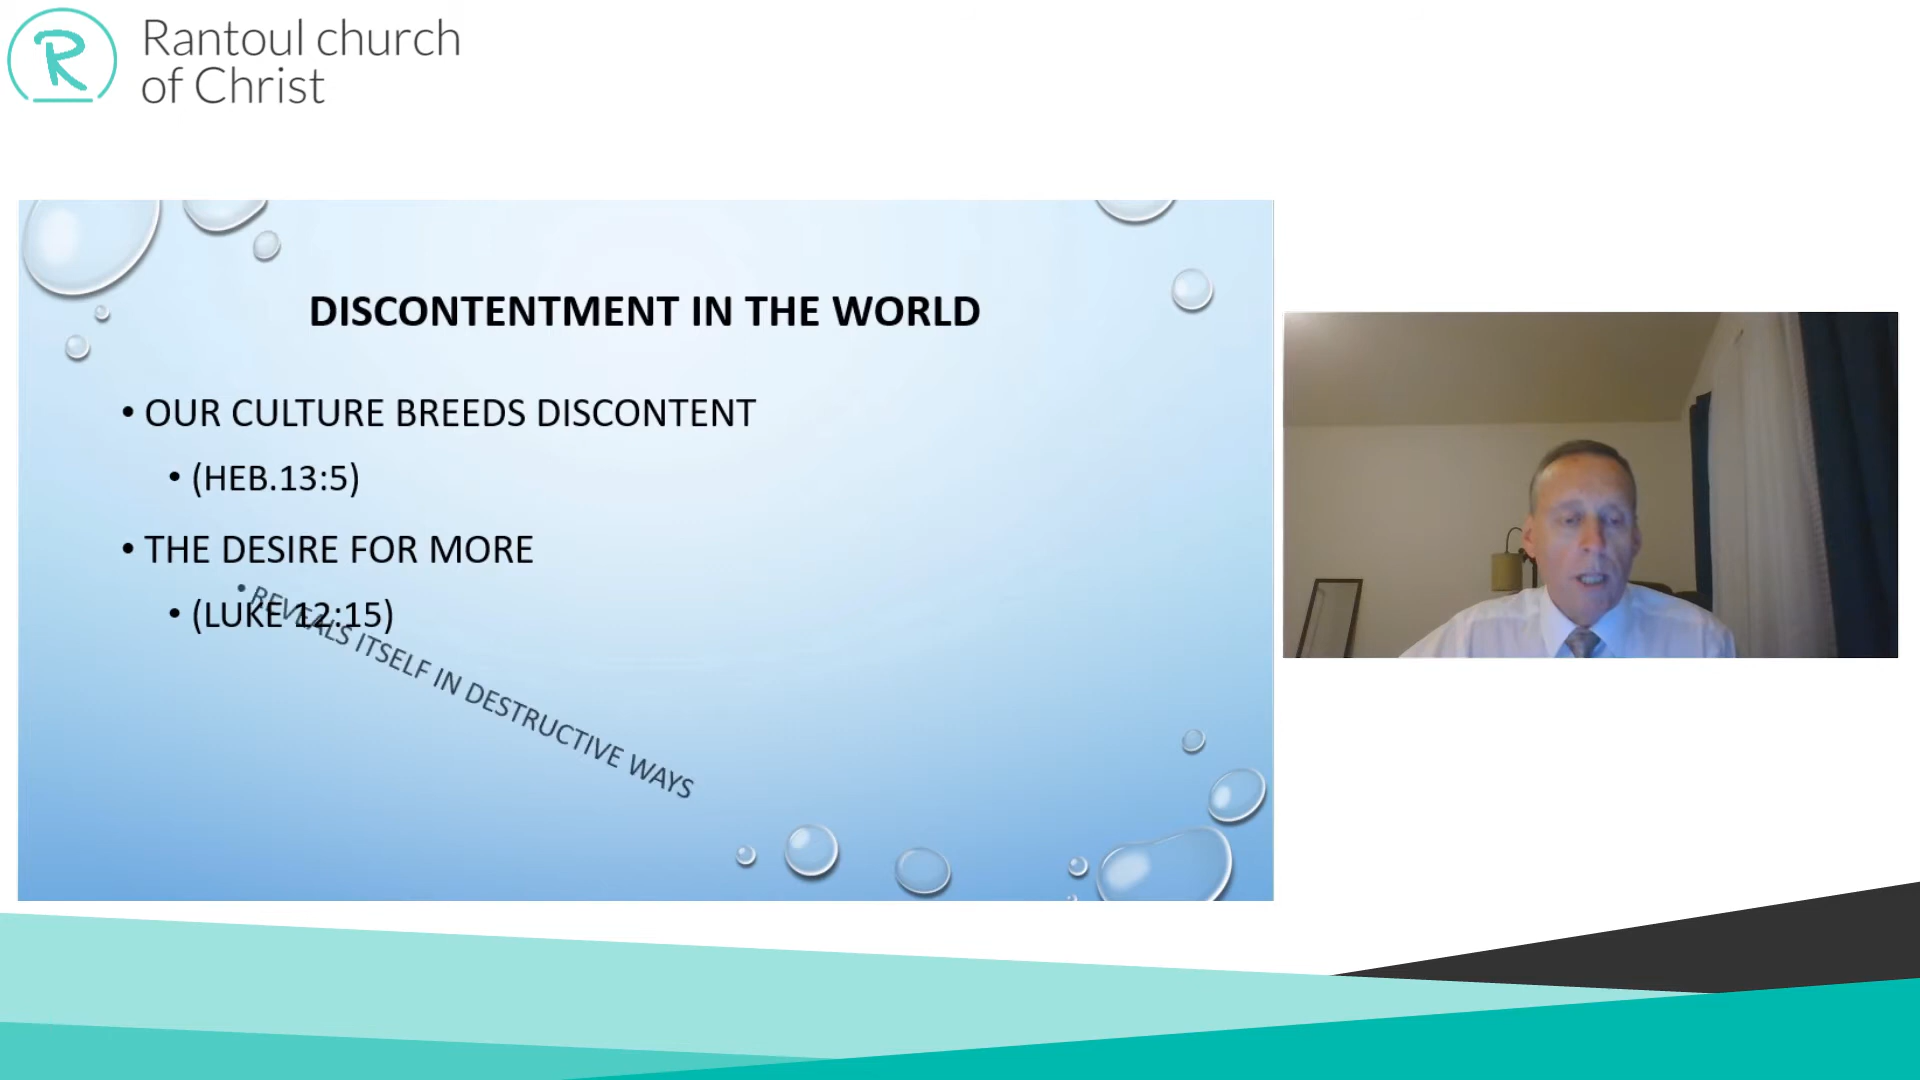 Rantoul church
of Christ
DISCONTENTMENT IN THE WORLD
• OUR CULTURE BREEDS DISCONTENT
• (HEB.13:5)
• THE DESIRE FOR MORE
• (LUKE 12:15)
• REVEALS ITSELF IN DESTRUCTIVE WAYS